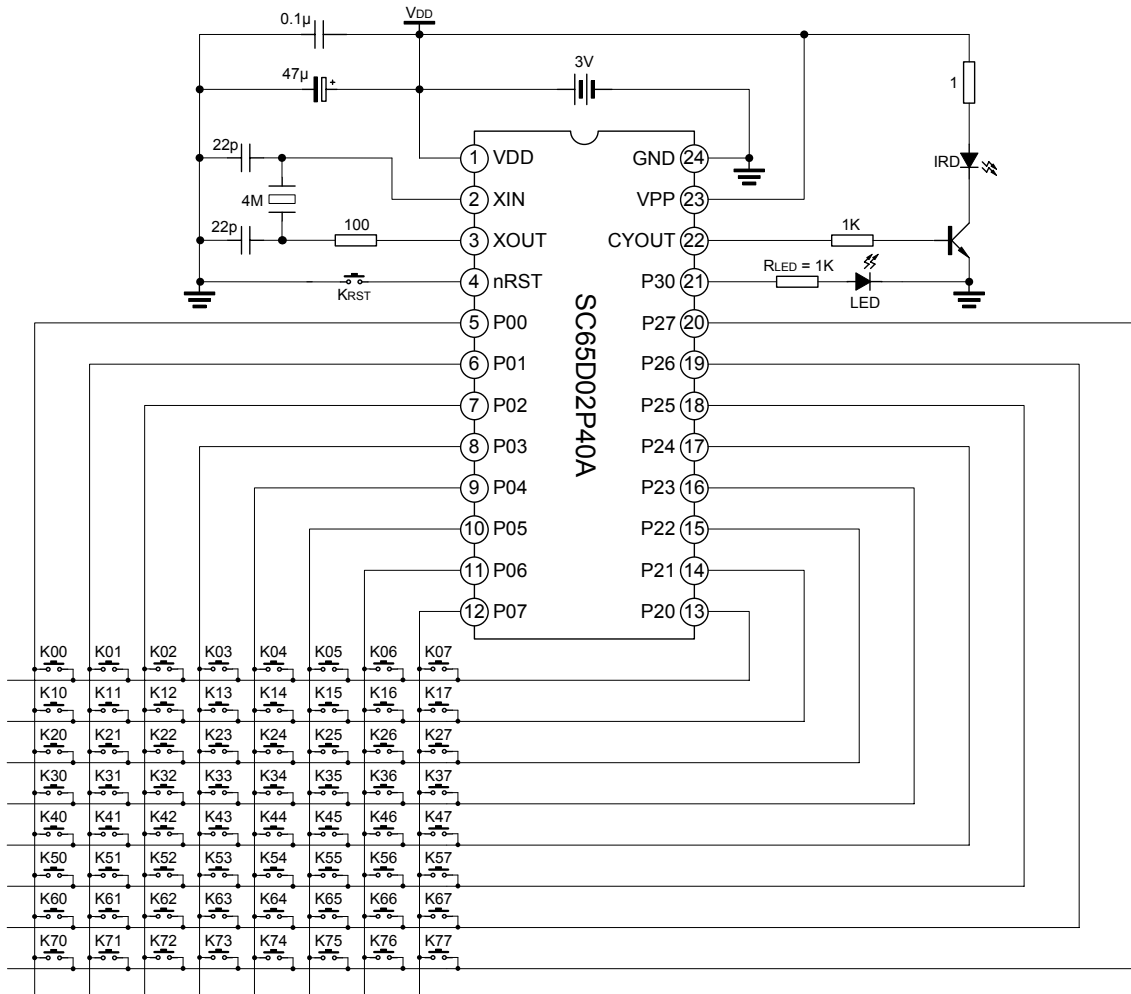 VDD
0.1µ
47µ
+
3V
1
22p
4M
22p
100
KRST
IRD
1K
RLED = 1K
LED
1 VDD
2 XIN
3 XOUT
4 nRST
5 P00
6 P01
7 P02
8 P03
9 P04
10 P05
11 P06
12 P07
SC65D02P40A
GND 24
VPP 23
CYOUT 22
P30 21
P27 20
P26 19
P25 18
P24 17
P23 16
P22 15
P21 14
P20 13
K00 K01 K02 K03 K04 K05 K06 K07
K10 K11 K12 K13 K14 K15 K16 K17
K20 K21 K22 K23 K24 K25 K26 K27
K30 K31 K32 K33 K34 K35 K36 K37
K40 K41 K42 K43 K44 K45 K46 K47
K50 K51 K52 K53 K54 K55 K56 K57
K60 K61 K62 K63 K64 K65 K66 K67
K70 K71 K72 K73 K74 K75 K76 K77